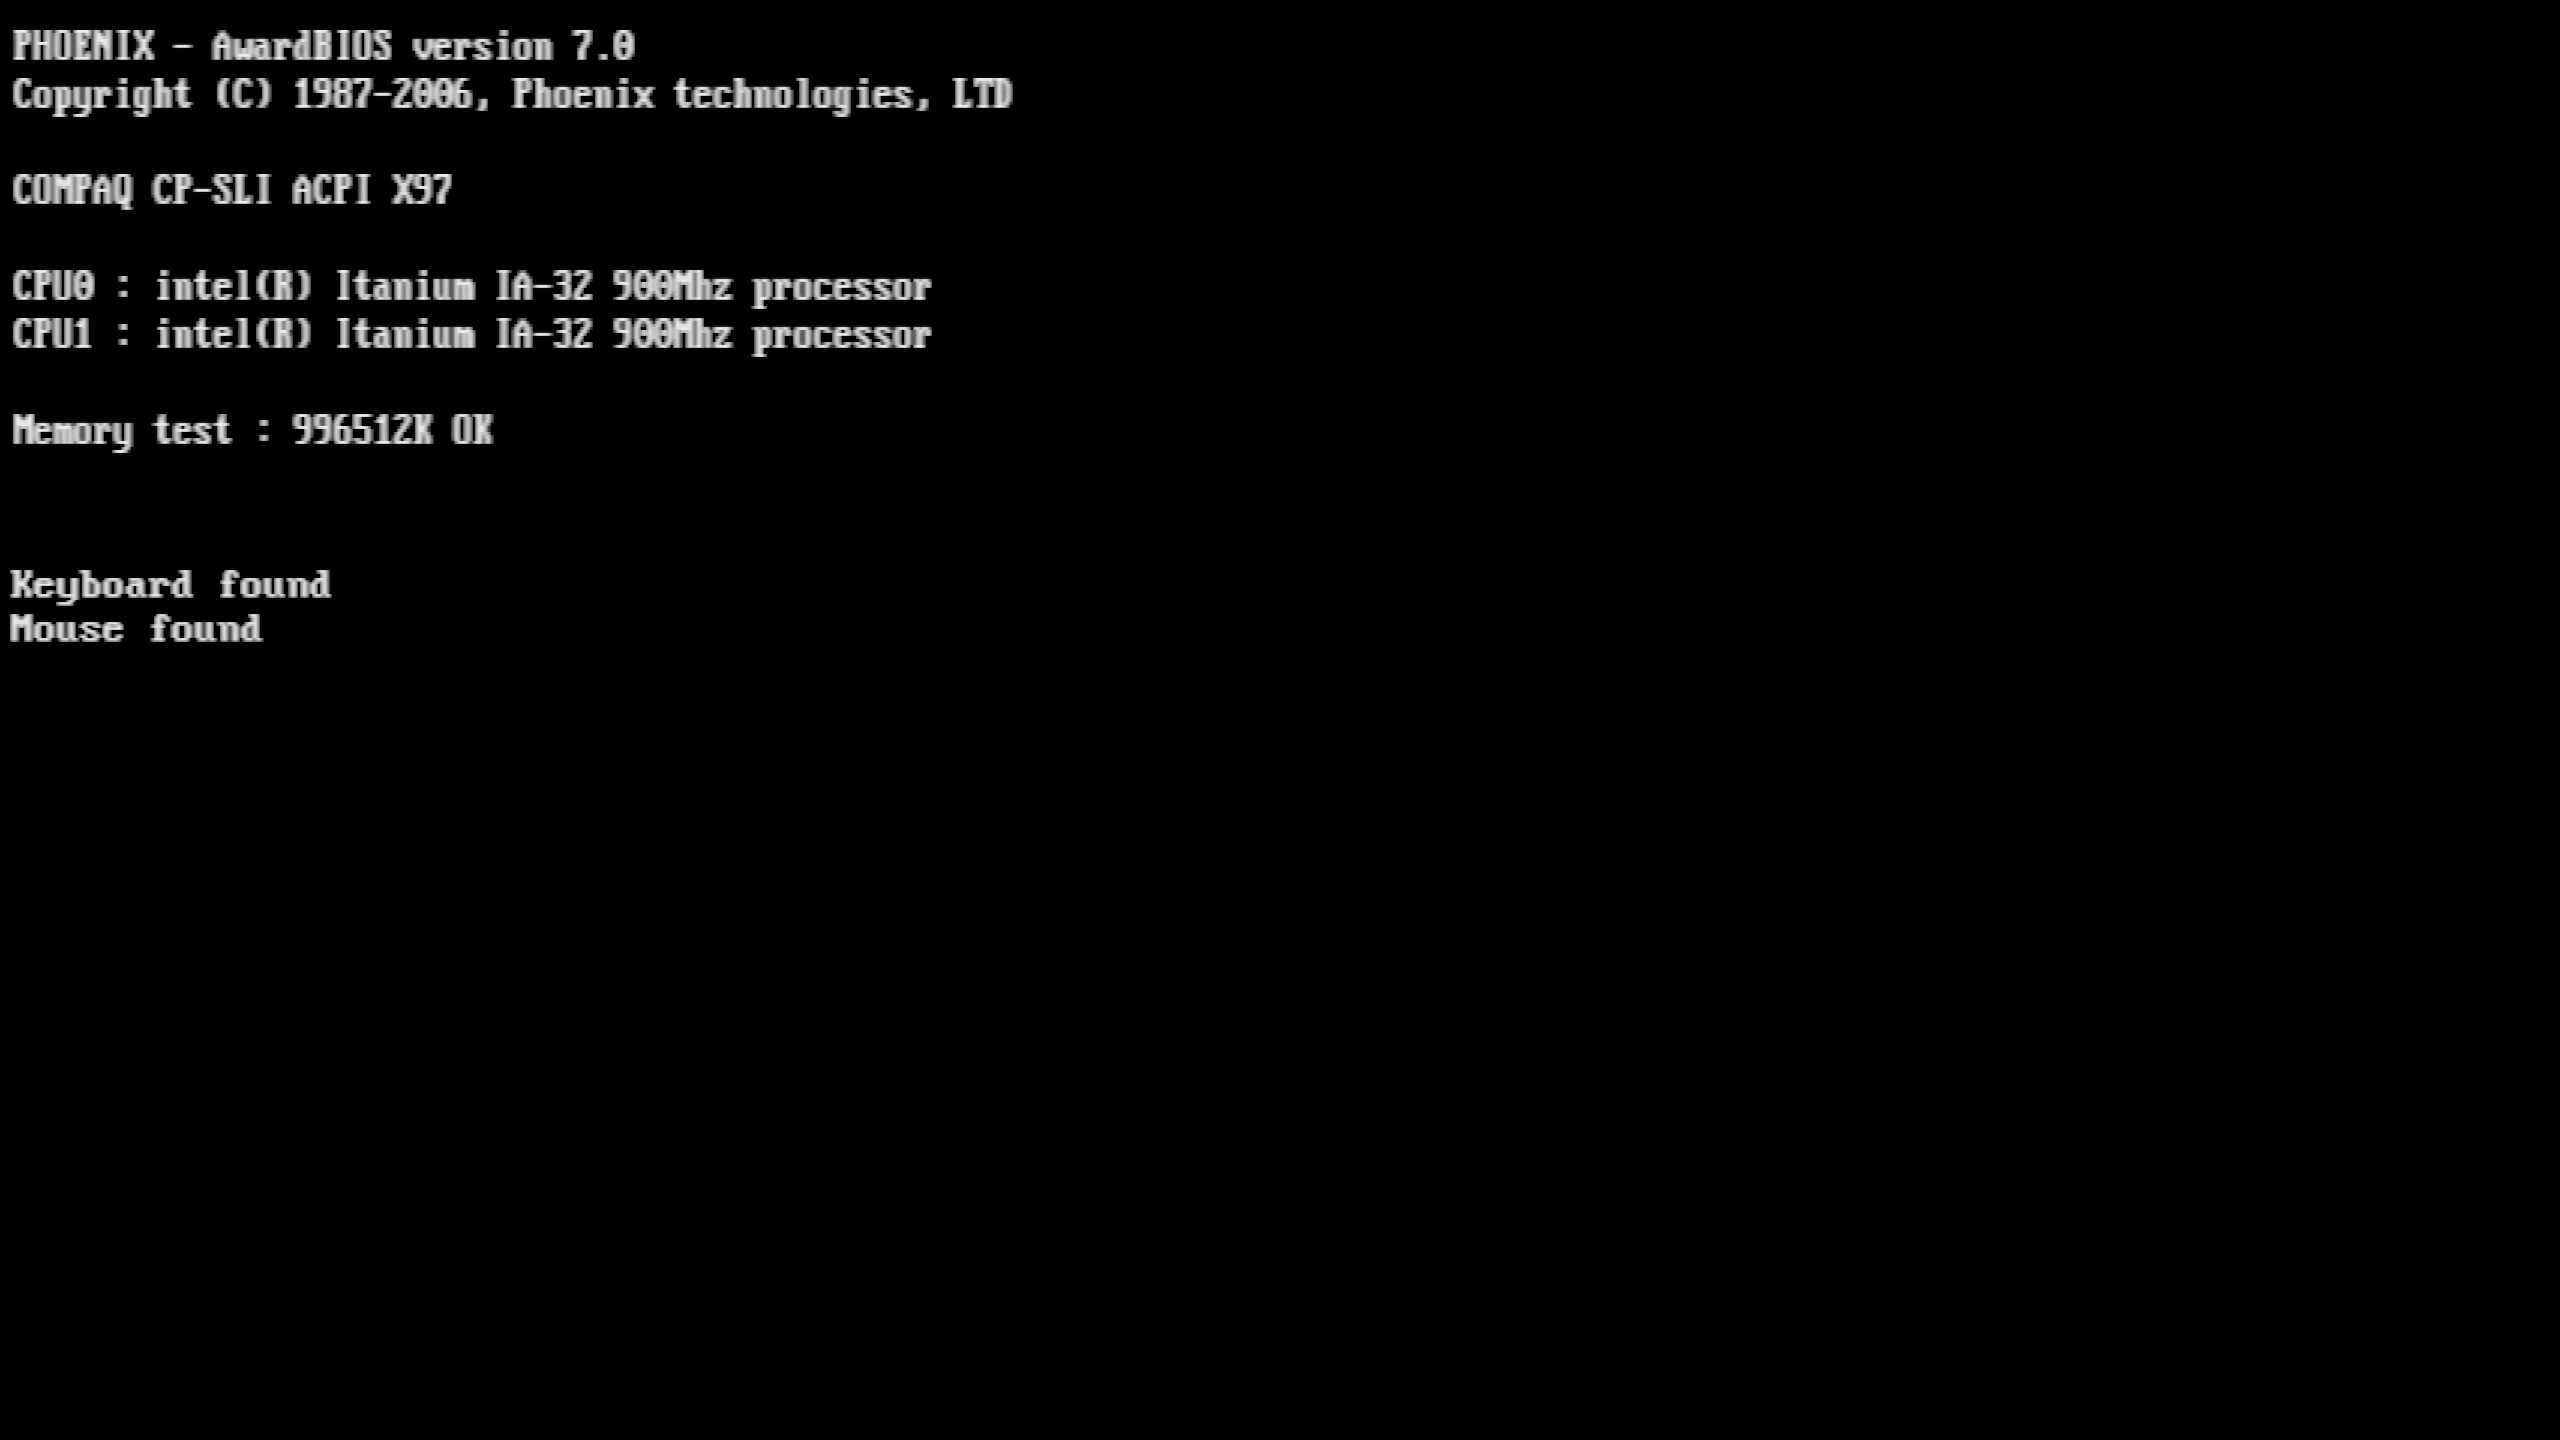 PHOENIX - AwardBIOS version 7.0
Copyright (C) 1987-2006, Phoenix technologies, LTD
COMPAQ CP-SLI ACPI X97
CPU0 : intel(R) Itanium IA-32 900Mhz processor
CPU1 : intel(R) Itanium IA-32 900Mhz processor
Memory test : 996512K OK
Keyboard found
Mouse found